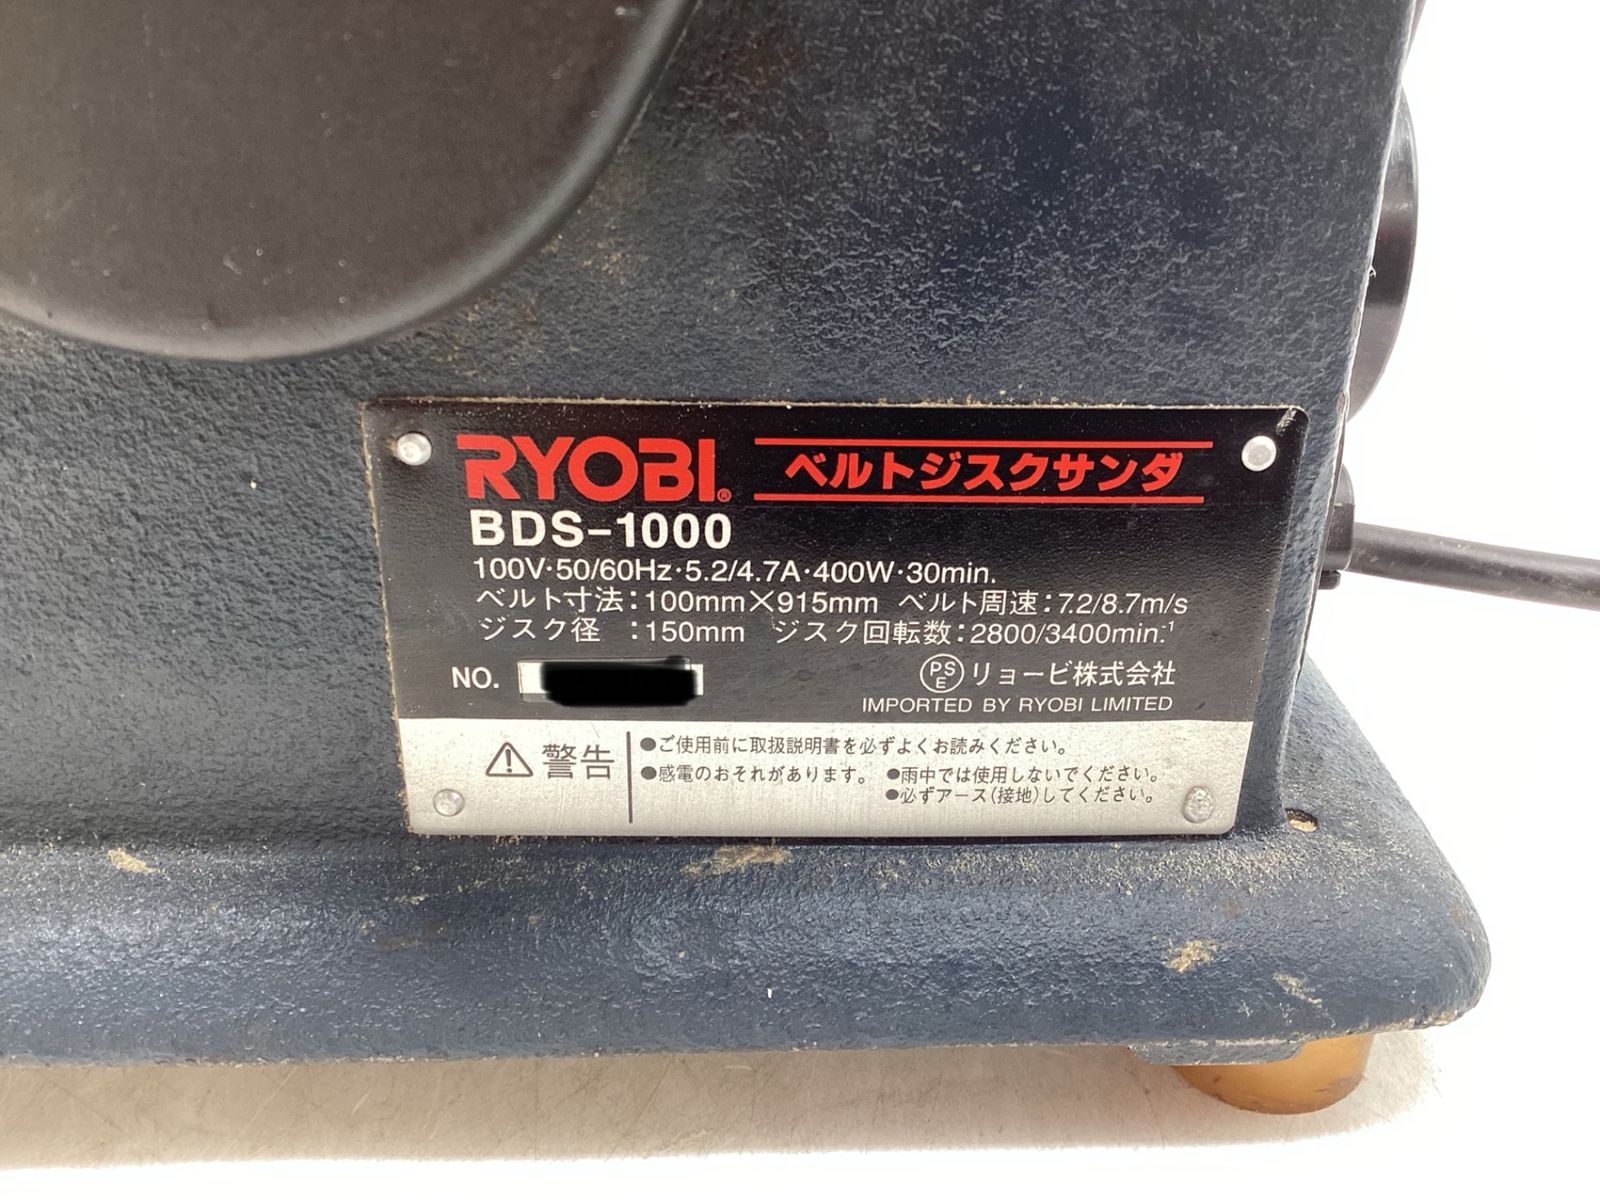 RYOBI® ベルトジスクサンダ
BDS-1000
100V·50/60Hz·5.2/4.7A·400W·30min.
ベルト寸法:100mm×915mm ベルト周速:7.2/8.7m/s
ジスク径 :150mm ジスク回転数:2800/3400min.-1
NO.
PSE リョービ株式会社
IMPORTED BY RYOBI LIMITED
警告
●ご使用前に取扱説明書を必ずよくお読みください。
●感電のおそれがあります。 ●雨中では使用しないでください。
●必ずアース(接地)してください。